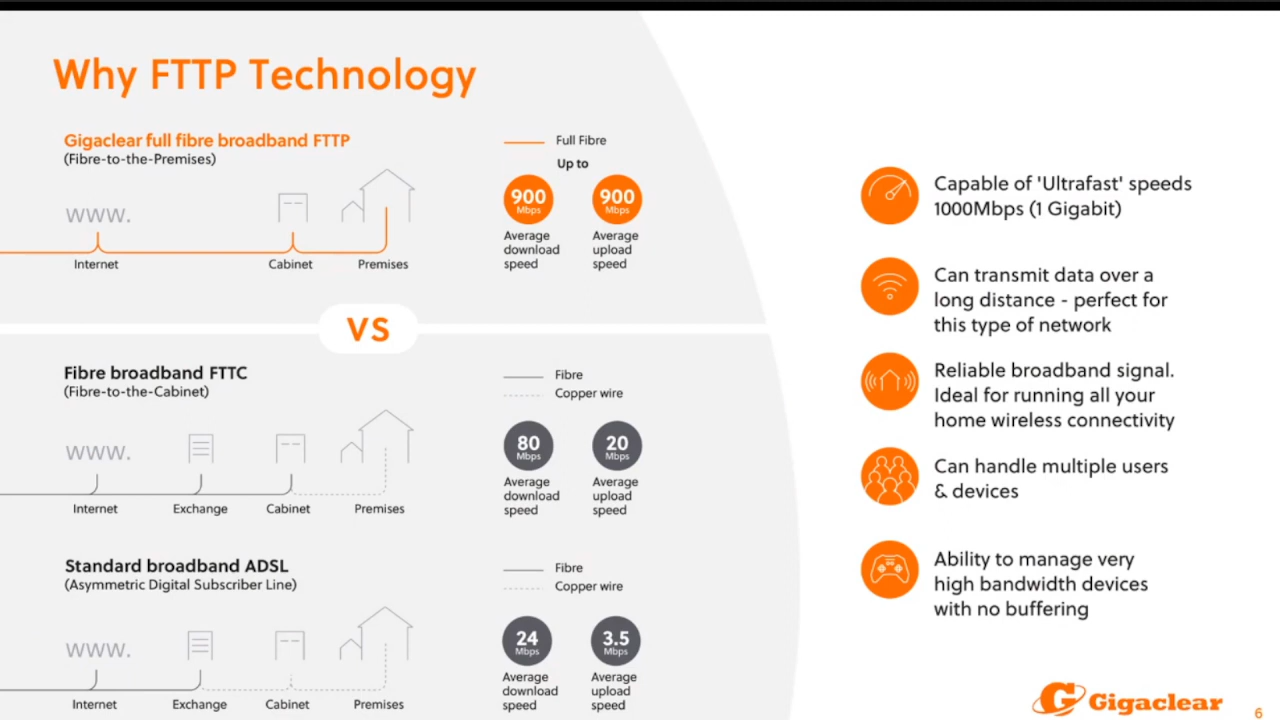 Why FTTP Technology
Gigaclear full fibre broadband FTTP
(Fibre-to-the-Premises)
www.
Internet
Cabinet
Premises
Full Fibre
Up to
900
Mbps
Average
download
speed
900
Mbps
Average
upload
speed
VS
Fibre broadband FTTC
(Fibre-to-the-Cabinet)
www.
Internet
Exchange
Cabinet
Premises
Fibre
Copper wire
80
Mbps
Average
download
speed
20
Mbps
Average
upload
speed
Standard broadband ADSL
(Asymmetric Digital Subscriber Line)
www.
Internet
Exchange
Cabinet
Premises
Fibre
Copper wire
24
Mbps
Average
download
speed
3.5
Mbps
Average
upload
speed
Capable of 'Ultrafast' speeds
1000Mbps (1 Gigabit)
Can transmit data over a
long distance - perfect for
this type of network
Reliable broadband signal.
Ideal for running all your
home wireless connectivity
Can handle multiple users
& devices
Ability to manage very
high bandwidth devices
with no buffering
Gigaclear
6